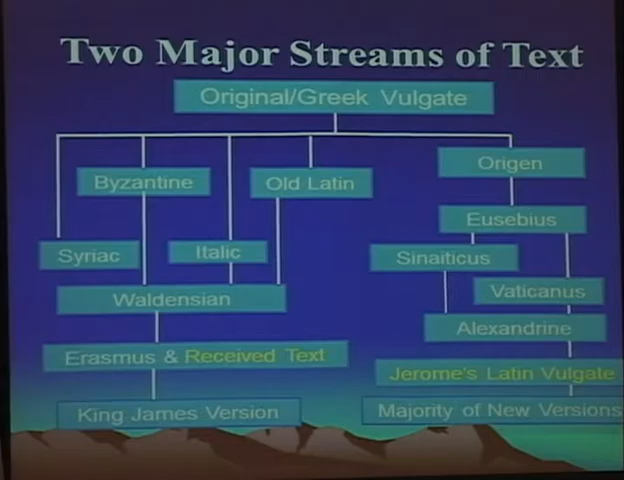 Two Major Streams of Text
Original/Greek Vulgate
Byzantine
Old Latin
Origen
Eusebius
Syriac
Italic
Sinaiticus
Vaticanus
Waldensian
Alexandrine
Erasmus & Received Text
Jerome's Latin Vulgate
King James Version
Majority of New Versions